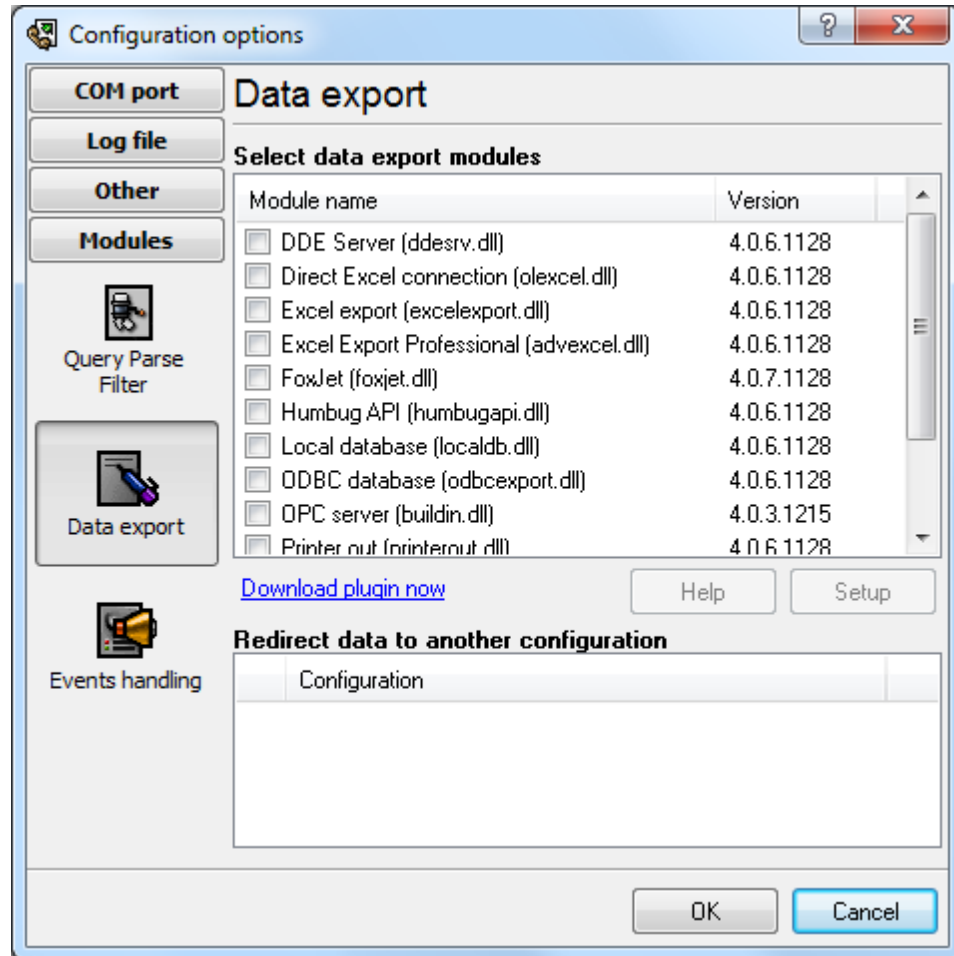 Configuration options
COM port
Log file
Other
Modules
Query Parse
Filter
Data export
Events handling
Data export
Select data export modules
Module name Version
DDE Server (ddesrv.dll) 4.0.6.1128
Direct Excel connection (olexcel.dll) 4.0.6.1128
Excel export (excelexport.dll) 4.0.6.1128
Excel Export Professional (advexcel.dll) 4.0.6.1128
FoxJet (foxjet.dll) 4.0.7.1128
Humbug API (humbugapi.dll) 4.0.6.1128
Local database (localdb.dll) 4.0.6.1128
ODBC database (odbcexport.dll) 4.0.6.1128
OPC server (buildin.dll) 4.0.3.1215
Printer out (printerout.dll) 4.0.6.1128
Download plugin now
Help Setup
Redirect data to another configuration
Configuration
OK Cancel